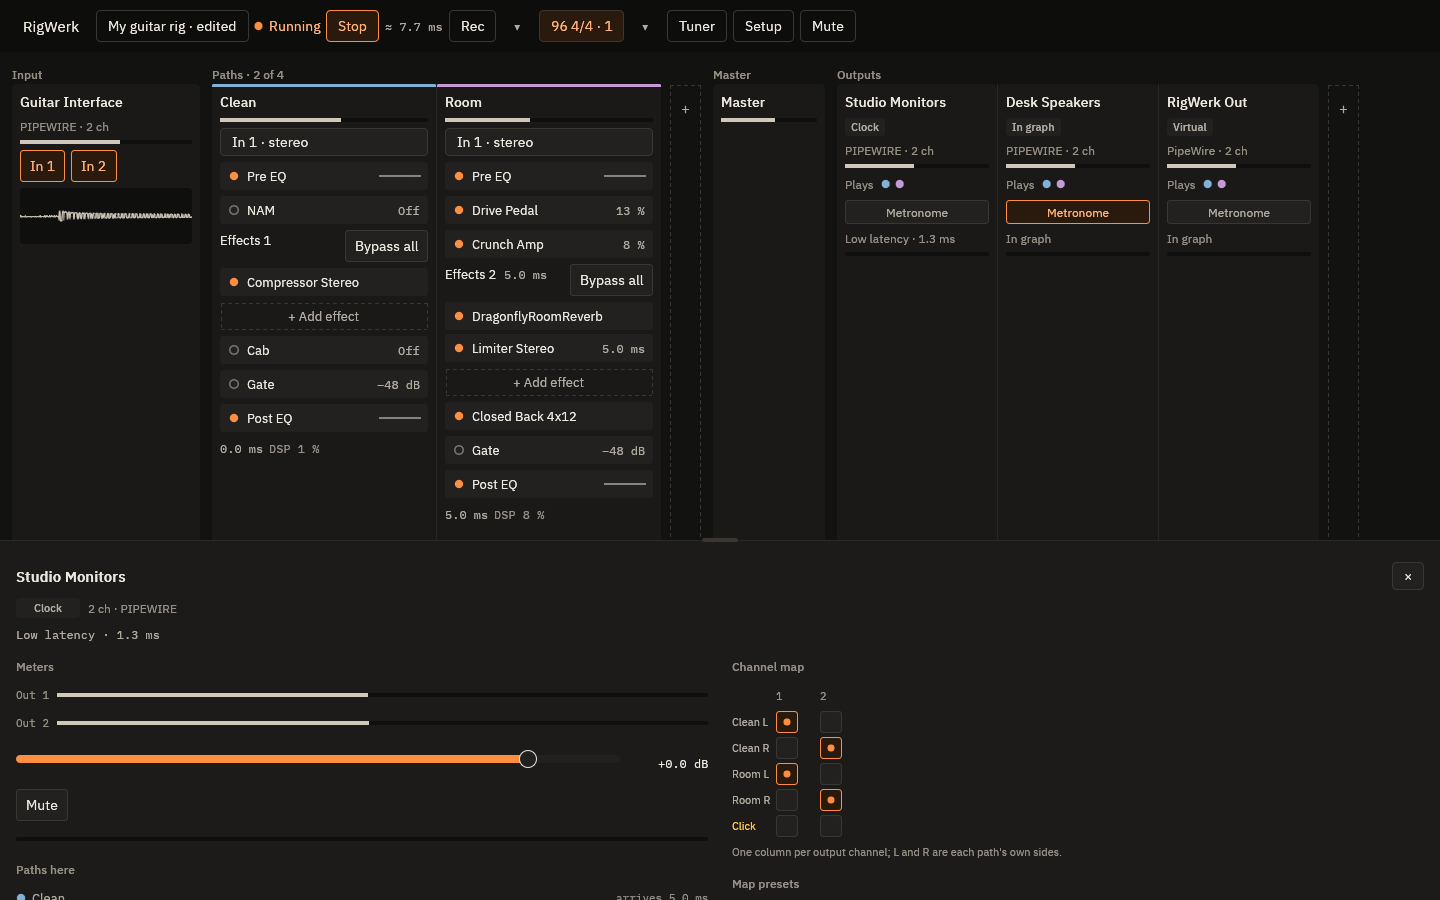 RigWerk My guitar rig · edited Running Stop ≈ 7.7 ms Rec ▾ 96 4/4 · 1 ▾ Tuner Setup Mute
Input
Guitar Interface
PIPEWIRE · 2 ch
In 1 In 2
Paths · 2 of 4
Clean
In 1 · stereo
Pre EQ
NAM Off
Effects 1 Bypass all
Compressor Stereo
+ Add effect
Cab Off
Gate −48 dB
Post EQ
0.0 ms DSP 1 %
Room
In 1 · stereo
Pre EQ
Drive Pedal 13 %
Crunch Amp 8 %
Effects 2 5.0 ms Bypass all
DragonflyRoomReverb
Limiter Stereo 5.0 ms
+ Add effect
Closed Back 4x12
Gate −48 dB
Post EQ
5.0 ms DSP 8 %
+
Master
Master
Outputs
Studio Monitors
Clock
PIPEWIRE · 2 ch
Plays
Metronome
Low latency · 1.3 ms
Desk Speakers
In graph
PIPEWIRE · 2 ch
Plays
Metronome
In graph
RigWerk Out
Virtual
PipeWire · 2 ch
Plays
Metronome
In graph
+
Studio Monitors ×
Clock 2 ch · PIPEWIRE
Low latency · 1.3 ms
Meters
Out 1
Out 2
+0.0 dB
Mute
Paths here
Clean arrives 5.0 ms
Channel map
1 2
Clean L
Clean R
Room L
Room R
Click
One column per output channel; L and R are each path's own sides.
Map presets